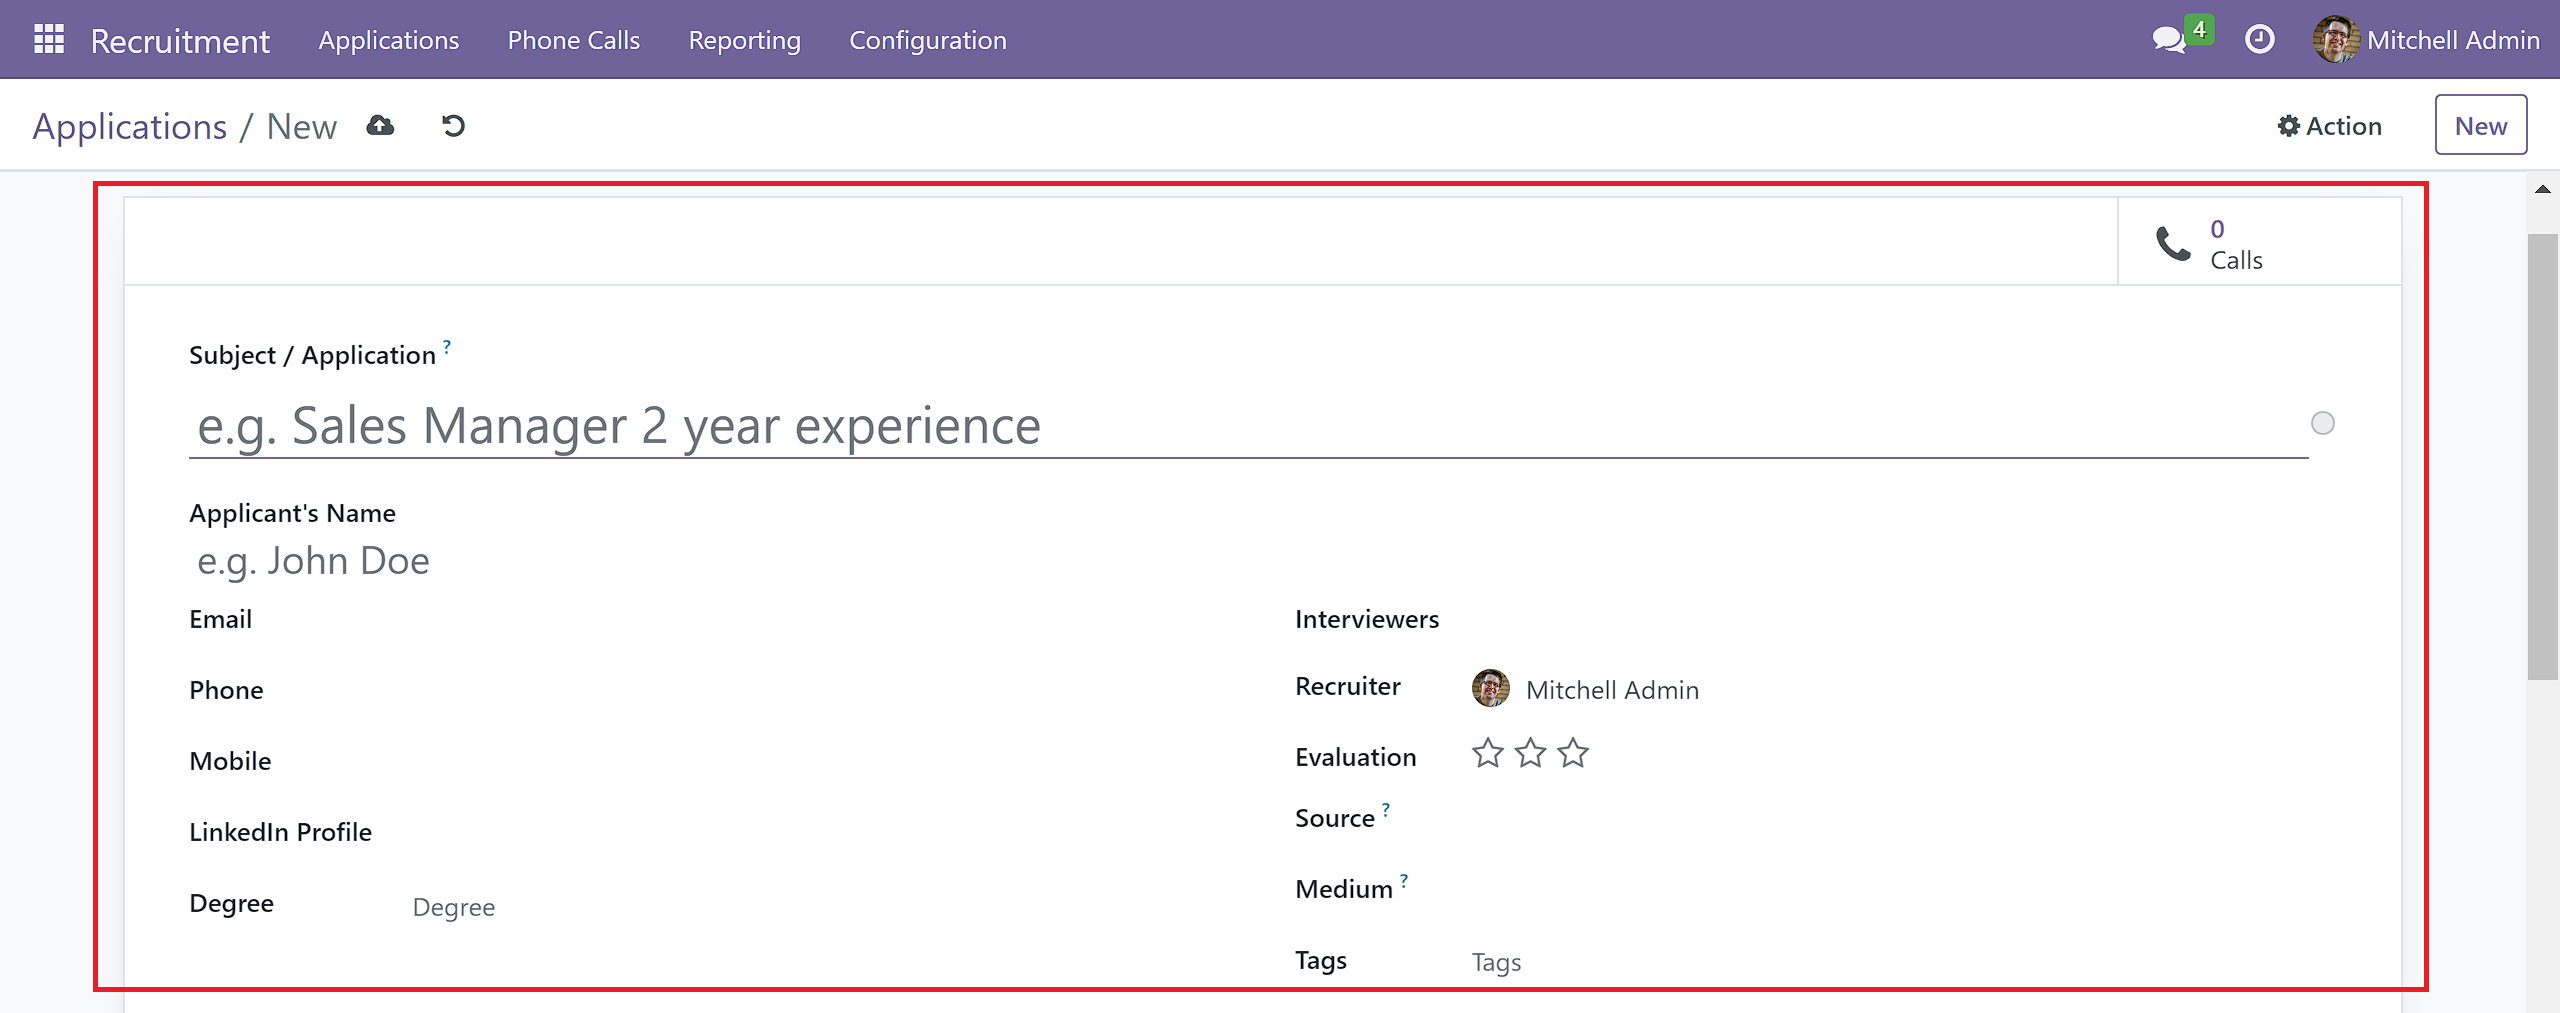 Recruitment Applications Phone Calls Reporting Configuration 4 Mitchell Admin
Applications / New Action New
0
Calls
Subject / Application ?
e.g. Sales Manager 2 year experience
Applicant's Name
e.g. John Doe
Email Interviewers
Phone Recruiter Mitchell Admin
Mobile Evaluation
LinkedIn Profile Source ?
Degree Degree Medium ?
Tags Tags